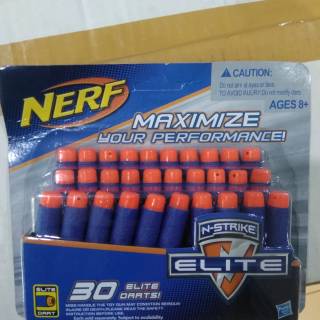 CAUTION:
Do not aim at eyes or face.
TO AVOID INJURY: Do not modify darts.
AGES 8+
NERF
MAXIMIZE
YOUR PERFORMANCE!
N-STRIKE
ELITE
ELITE
DART
30 ELITE
DARTS!
Hasbro